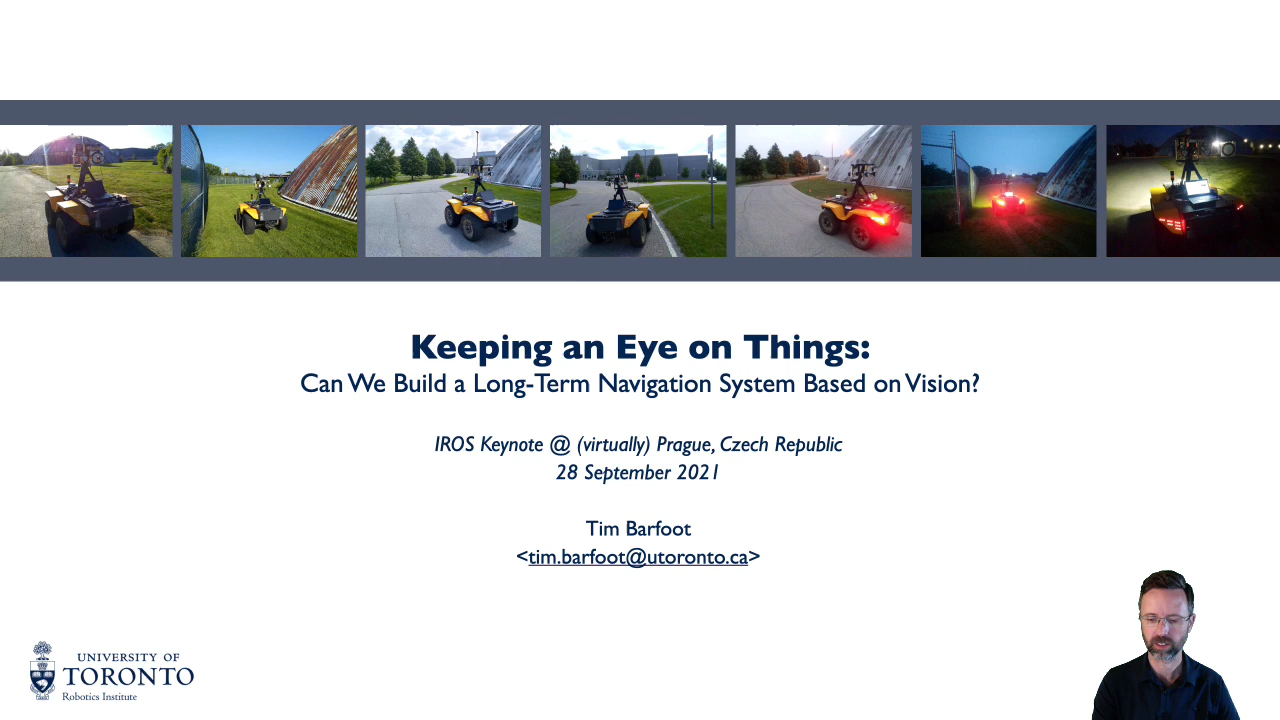 Keeping an Eye on Things:
Can We Build a Long-Term Navigation System Based on Vision?
IROS Keynote @ (virtually) Prague, Czech Republic
28 September 2021
Tim Barfoot
<tim.barfoot@utoronto.ca>
UNIVERSITY OF
TORONTO
Robotics Institute